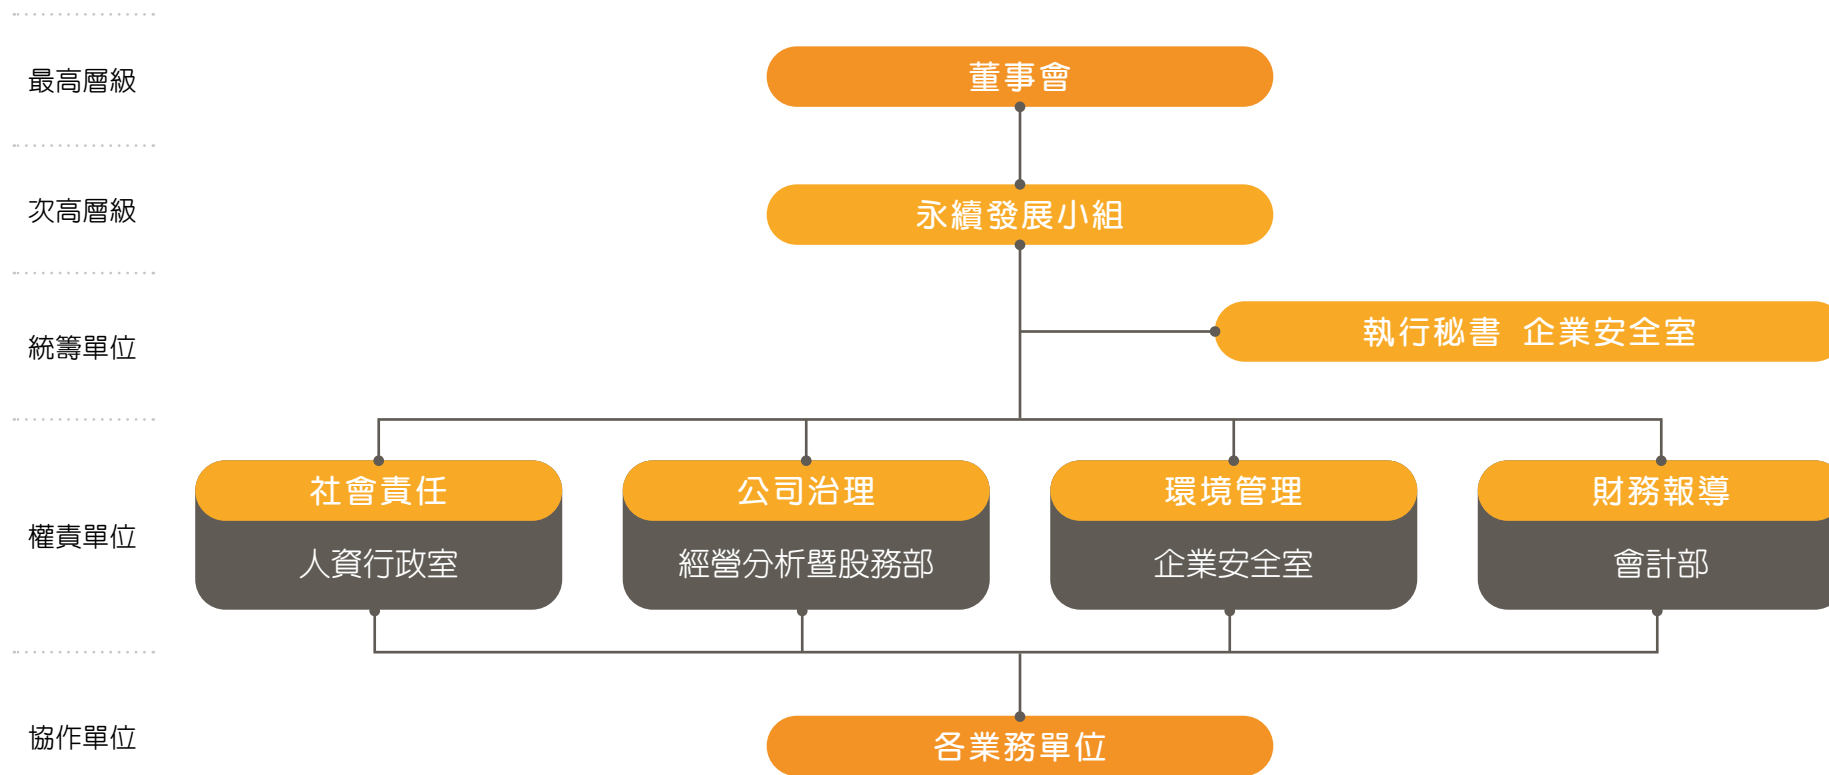 最高層級
董事會
次高層級
永續發展小組
統籌單位
執行秘書 企業安全室
權責單位
社會責任
人資行政室
公司治理
經營分析暨股務部
環境管理
企業安全室
財務報導
會計部
協作單位
各業務單位